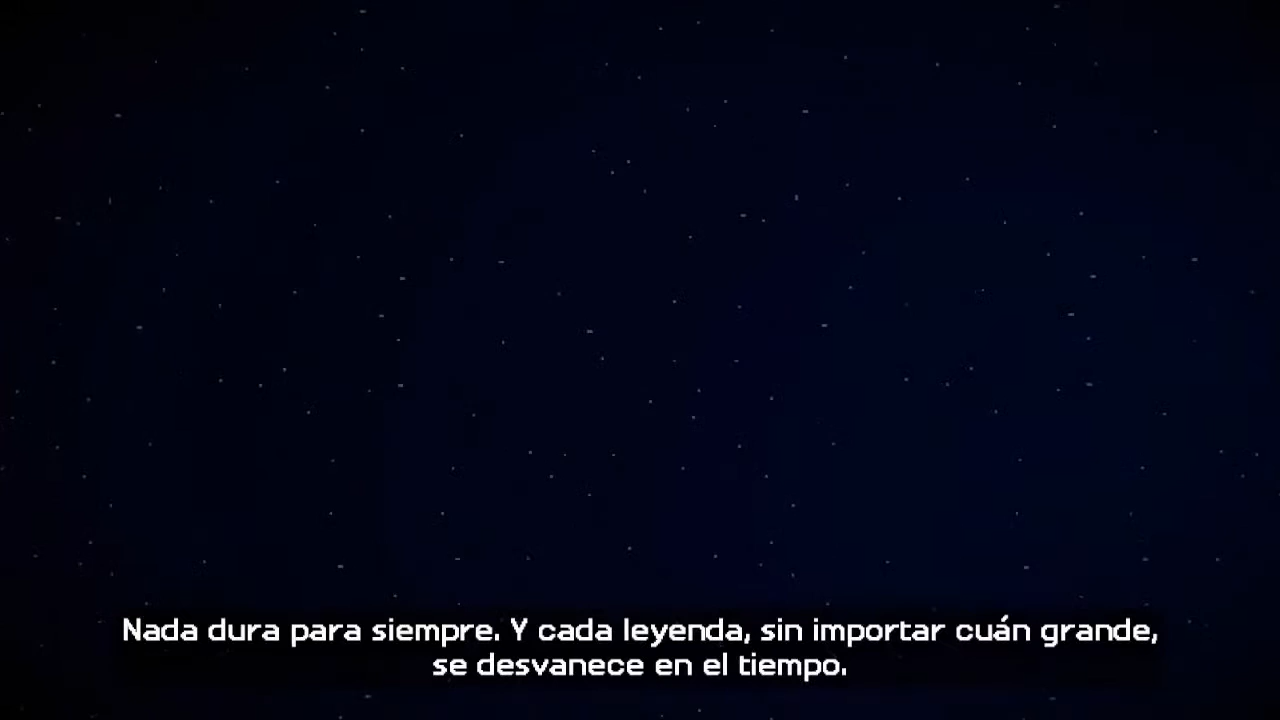 Nada dura para siempre. Y cada leyenda, sin importar cuán grande,
se desvanece en el tiempo.